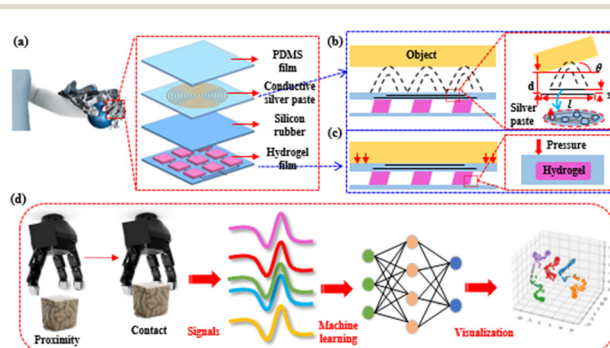 (a)
PDMS
film
Conductive
silver paste
Silicon
rubber
Hydrogel
film
(b)
Object
θ
d
l
Silver
paste
(c)
Pressure
Hydrogel
(d)
Proximity
Contact
Signals
Machine
learning
Visualization